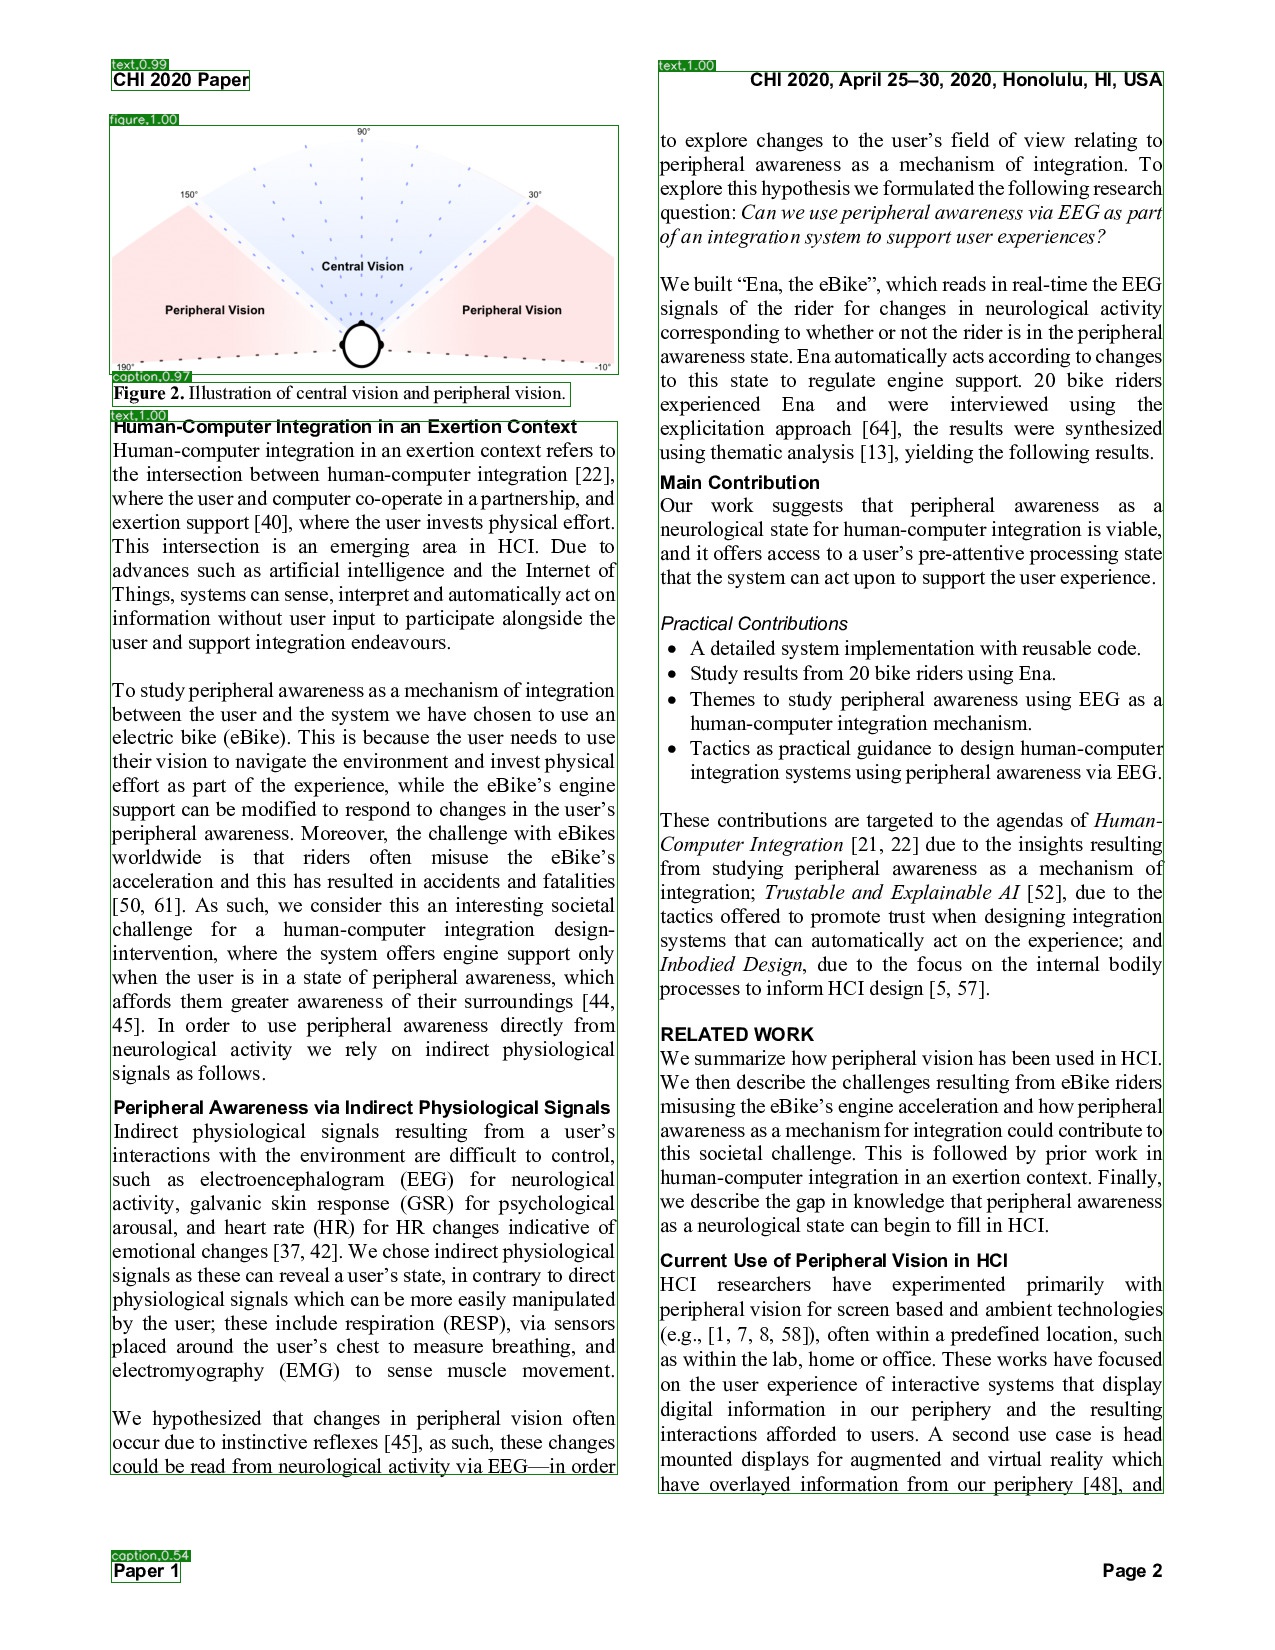 text,0.99
CHI 2020 Paper
text,1.00
CHI 2020, April 25–30, 2020, Honolulu, HI, USA
figure,1.00
90°
150°
30°
Central Vision
Peripheral Vision
Peripheral Vision
190°
-10°
caption,0.97
Figure 2. Illustration of central vision and peripheral vision.
text,1.00
Human-Computer Integration in an Exertion Context
Human-computer integration in an exertion context refers to
the intersection between human-computer integration [22],
where the user and computer co-operate in a partnership, and
exertion support [40], where the user invests physical effort.
This intersection is an emerging area in HCI. Due to
advances such as artificial intelligence and the Internet of
Things, systems can sense, interpret and automatically act on
information without user input to participate alongside the
user and support integration endeavours.
To study peripheral awareness as a mechanism of integration
between the user and the system we have chosen to use an
electric bike (eBike). This is because the user needs to use
their vision to navigate the environment and invest physical
effort as part of the experience, while the eBike’s engine
support can be modified to respond to changes in the user’s
peripheral awareness. Moreover, the challenge with eBikes
worldwide is that riders often misuse the eBike’s
acceleration and this has resulted in accidents and fatalities
[50, 61]. As such, we consider this an interesting societal
challenge for a human-computer integration design-
intervention, where the system offers engine support only
when the user is in a state of peripheral awareness, which
affords them greater awareness of their surroundings [44,
45]. In order to use peripheral awareness directly from
neurological activity we rely on indirect physiological
signals as follows.
Peripheral Awareness via Indirect Physiological Signals
Indirect physiological signals resulting from a user’s
interactions with the environment are difficult to control,
such as electroencephalogram (EEG) for neurological
activity, galvanic skin response (GSR) for psychological
arousal, and heart rate (HR) for HR changes indicative of
emotional changes [37, 42]. We chose indirect physiological
signals as these can reveal a user’s state, in contrary to direct
physiological signals which can be more easily manipulated
by the user; these include respiration (RESP), via sensors
placed around the user’s chest to measure breathing, and
electromyography (EMG) to sense muscle movement.
We hypothesized that changes in peripheral vision often
occur due to instinctive reflexes [45], as such, these changes
could be read from neurological activity via EEG—in order
to explore changes to the user’s field of view relating to
peripheral awareness as a mechanism of integration. To
explore this hypothesis we formulated the following research
question: Can we use peripheral awareness via EEG as part
of an integration system to support user experiences?
We built “Ena, the eBike”, which reads in real-time the EEG
signals of the rider for changes in neurological activity
corresponding to whether or not the rider is in the peripheral
awareness state. Ena automatically acts according to changes
to this state to regulate engine support. 20 bike riders
experienced Ena and were interviewed using the
explicitation approach [64], the results were synthesized
using thematic analysis [13], yielding the following results.
Main Contribution
Our work suggests that peripheral awareness as a
neurological state for human-computer integration is viable,
and it offers access to a user’s pre-attentive processing state
that the system can act upon to support the user experience.
Practical Contributions
• A detailed system implementation with reusable code.
• Study results from 20 bike riders using Ena.
• Themes to study peripheral awareness using EEG as a
human-computer integration mechanism.
• Tactics as practical guidance to design human-computer
integration systems using peripheral awareness via EEG.
These contributions are targeted to the agendas of Human-
Computer Integration [21, 22] due to the insights resulting
from studying peripheral awareness as a mechanism of
integration; Trustable and Explainable AI [52], due to the
tactics offered to promote trust when designing integration
systems that can automatically act on the experience; and
Inbodied Design, due to the focus on the internal bodily
processes to inform HCI design [5, 57].
RELATED WORK
We summarize how peripheral vision has been used in HCI.
We then describe the challenges resulting from eBike riders
misusing the eBike’s engine acceleration and how peripheral
awareness as a mechanism for integration could contribute to
this societal challenge. This is followed by prior work in
human-computer integration in an exertion context. Finally,
we describe the gap in knowledge that peripheral awareness
as a neurological state can begin to fill in HCI.
Current Use of Peripheral Vision in HCI
HCI researchers have experimented primarily with
peripheral vision for screen based and ambient technologies
(e.g., [1, 7, 8, 58]), often within a predefined location, such
as within the lab, home or office. These works have focused
on the user experience of interactive systems that display
digital information in our periphery and the resulting
interactions afforded to users. A second use case is head
mounted displays for augmented and virtual reality which
have overlayed information from our periphery [48], and
caption,0.54
Paper 1
Page 2